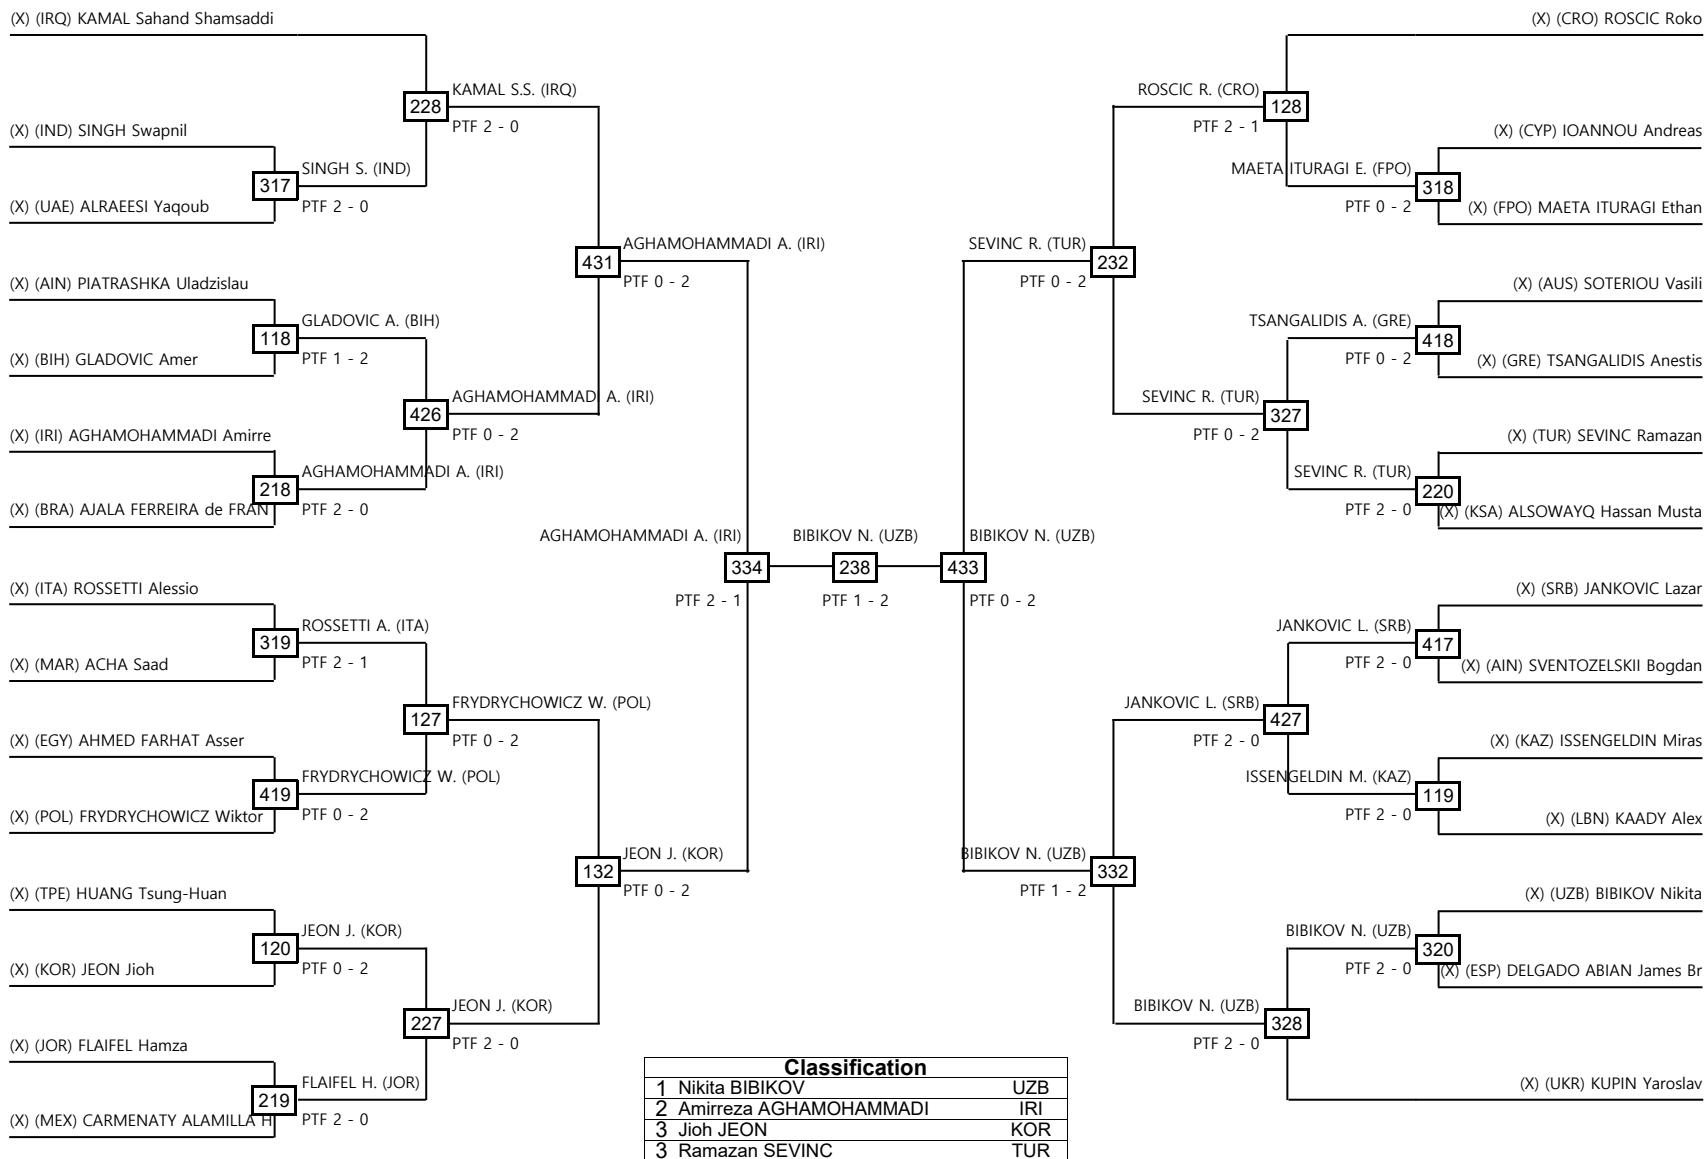 (X) (IRQ) KAMAL Sahand Shamsaddi
(X) (IND) SINGH Swapnil
(X) (UAE) ALRAEESI Yaqoub
(X) (AIN) PIATRASHKA Uladzislau
(X) (BIH) GLADOVIC Amer
(X) (IRI) AGHAMOHAMMADI Amirre
(X) (BRA) AJALA FERREIRA de FRAN
(X) (ITA) ROSSETTI Alessio
(X) (MAR) ACHA Saad
(X) (EGY) AHMED FARHAT Asser
(X) (POL) FRYDRYCHOWICZ Wiktor
(X) (TPE) HUANG Tsung-Huan
(X) (KOR) JEON Jioh
(X) (JOR) FLAIFEL Hamza
(X) (MEX) CARMENATY ALAMILLA H
SINGH S. (IND)
317
PTF 2 - 0
GLADOVIC A. (BIH)
118
PTF 1 - 2
AGHAMOHAMMADI A. (IRI)
218
PTF 2 - 0
ROSSETTI A. (ITA)
319
PTF 2 - 1
FRYDRYCHOWICZ W. (POL)
419
PTF 0 - 2
JEON J. (KOR)
120
PTF 0 - 2
FLAIFEL H. (JOR)
219
PTF 2 - 0
KAMAL S.S. (IRQ)
228
PTF 2 - 0
AGHAMOHAMMADI A. (IRI)
426
PTF 0 - 2
FRYDRYCHOWICZ W. (POL)
127
PTF 0 - 2
JEON J. (KOR)
227
PTF 2 - 0
AGHAMOHAMMADI A. (IRI)
431
PTF 0 - 2
JEON J. (KOR)
132
PTF 0 - 2
AGHAMOHAMMADI A. (IRI)
334
PTF 2 - 1
BIBIKOV N. (UZB)
238
PTF 1 - 2
BIBIKOV N. (UZB)
433
PTF 0 - 2
SEVINC R. (TUR)
232
PTF 0 - 2
BIBIKOV N. (UZB)
332
PTF 1 - 2
ROSCIC R. (CRO)
128
PTF 2 - 1
SEVINC R. (TUR)
327
PTF 0 - 2
JANKOVIC L. (SRB)
427
PTF 2 - 0
BIBIKOV N. (UZB)
328
PTF 2 - 0
MAETA ITURAGI E. (FPO)
318
PTF 0 - 2
TSANGALIDIS A. (GRE)
418
PTF 0 - 2
SEVINC R. (TUR)
220
PTF 2 - 0
JANKOVIC L. (SRB)
417
PTF 2 - 0
ISSENGELDIN M. (KAZ)
119
PTF 2 - 0
BIBIKOV N. (UZB)
320
PTF 2 - 0
(X) (CRO) ROSCIC Roko
(X) (CYP) IOANNOU Andreas
(X) (FPO) MAETA ITURAGI Ethan
(X) (AUS) SOTERIOU Vasili
(X) (GRE) TSANGALIDIS Anestis
(X) (TUR) SEVINC Ramazan
(X) (KSA) ALSOWAYQ Hassan Musta
(X) (SRB) JANKOVIC Lazar
(X) (AIN) SVENTOZELSKII Bogdan
(X) (KAZ) ISSENGELDIN Miras
(X) (LBN) KAADY Alex
(X) (UZB) BIBIKOV Nikita
(X) (ESP) DELGADO ABIAN James Br
(X) (UKR) KUPIN Yaroslav
Classification
1 Nikita BIBIKOV UZB
2 Amirreza AGHAMOHAMMADI IRI
3 Jioh JEON KOR
3 Ramazan SEVINC TUR